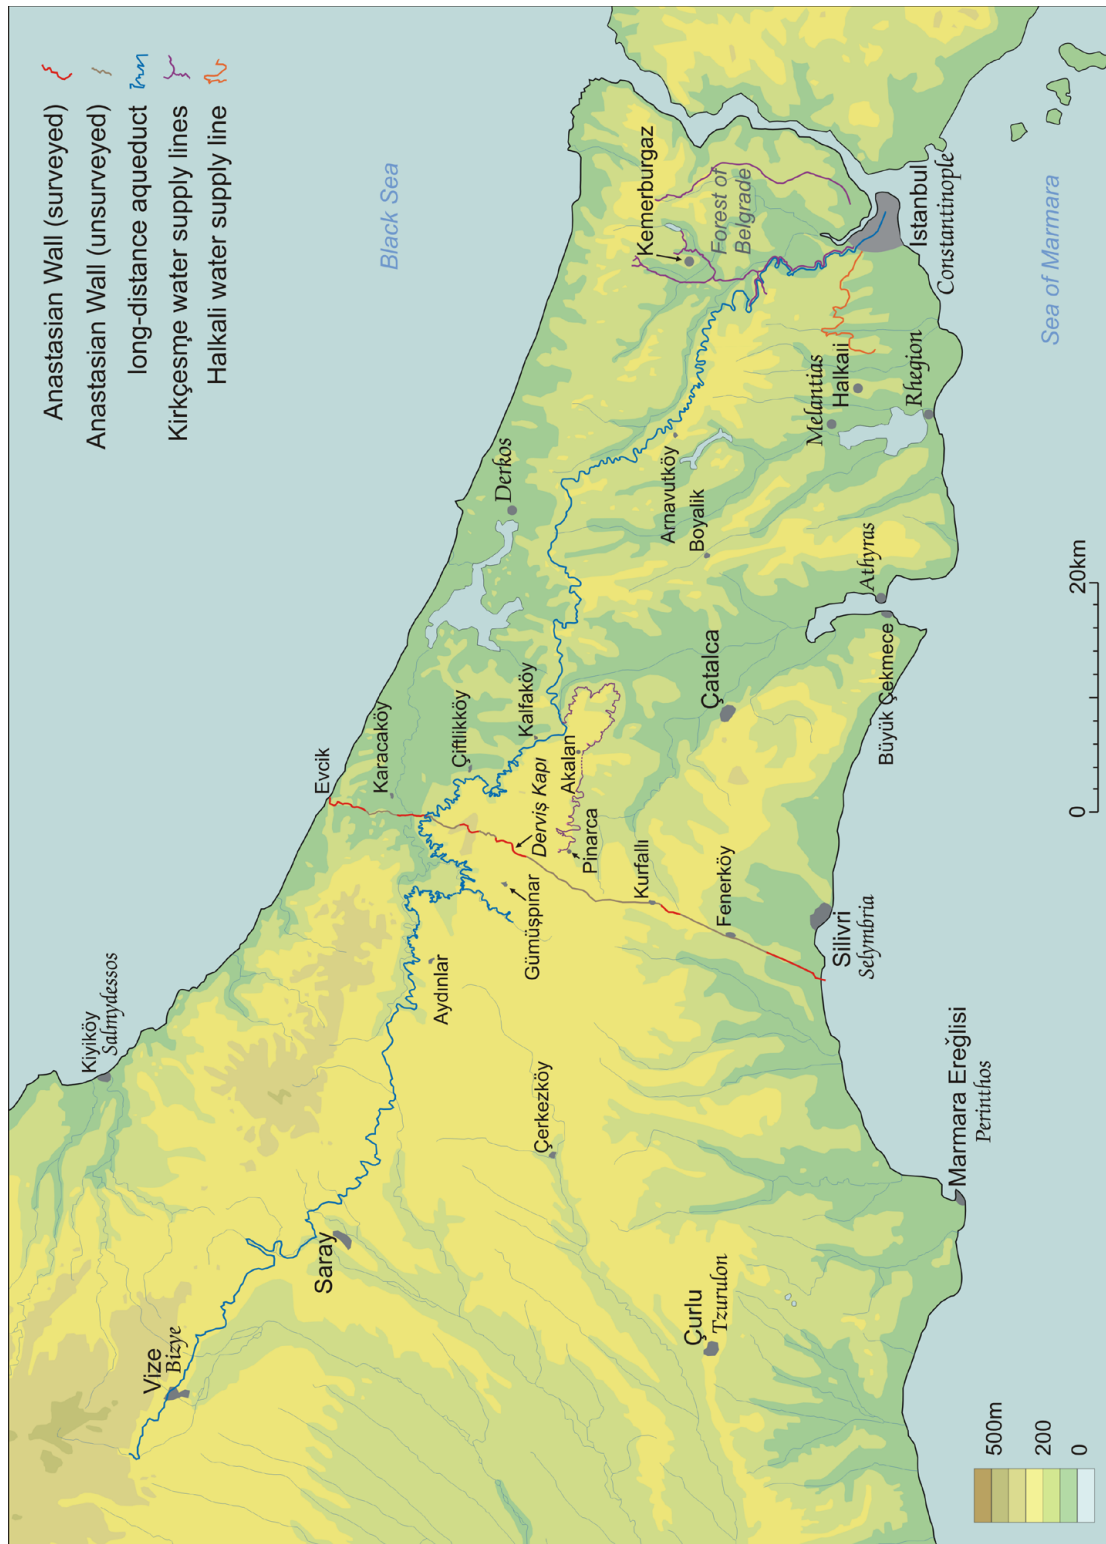 Anastasian Wall (surveyed)
Anastasian Wall (unsurveyed)
long-distance aqueduct
Kirkçesmȩ water supply lines
Halkali water supply line
Black Sea
Kiyiköy
Salmydessos
Evcik
Karacaköy
Çiftlikköy
Kalfaköy
Derkos
Kemerburgaz
Forest of
Belgrade
Vize
Bizye
Saray
Aydınlar
Gümüşpınar
Derviş Kapı
Akalan
Pinarca
Arnavutköy
Boyalik
Çerkezköy
Kurfallı
Fenerköy
Çatalca
Melantias
Halkalıı
Istanbul
Constantinople
Rhegion
Athyras
Büyük Çekmece
Silivri
Selymbria
Çurlu
Tzurulon
Marmara Ereğlisi
Perinthos
Sea of Marmara
500m
200
0
0
20km